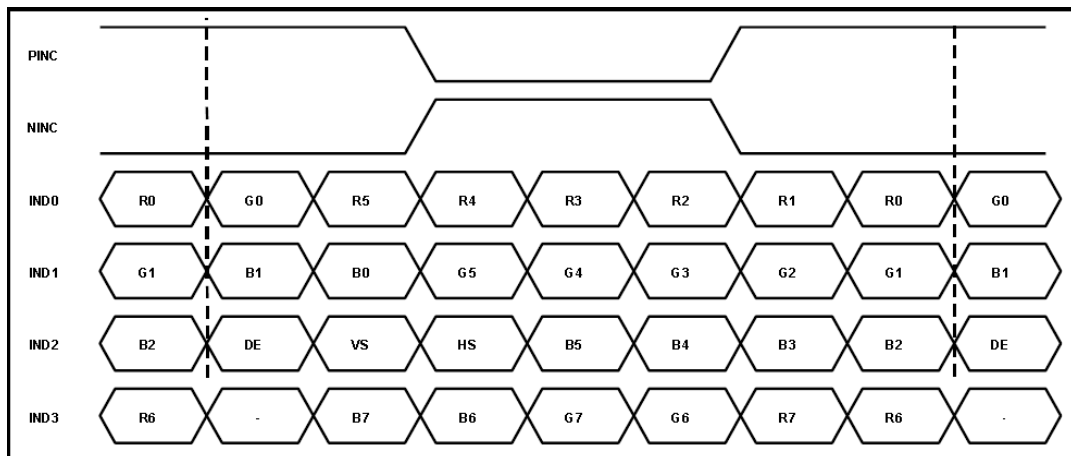 PINC
NINC
IND0 R0 G0 R5 R4 R3 R2 R1 R0 G0
IND1 G1 B1 B0 G5 G4 G3 G2 G1 B1
IND2 B2 DE VS HS B5 B4 B3 B2 DE
IND3 R6 - B7 B6 G7 G6 R7 R6 -